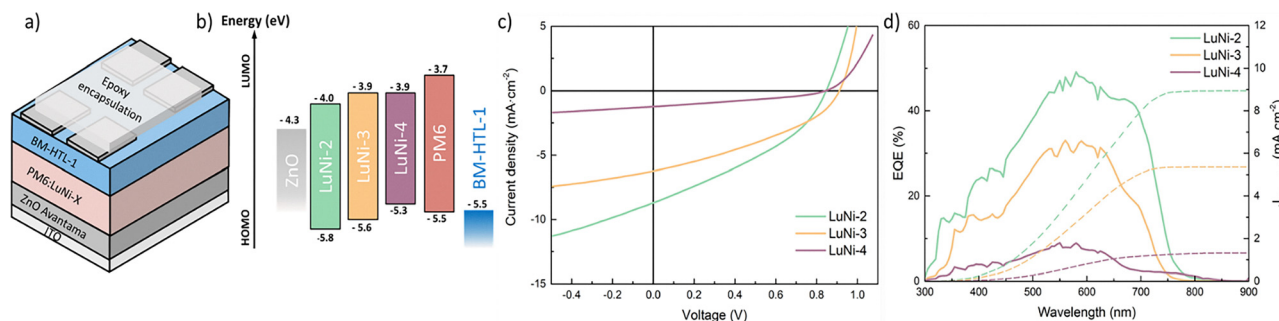 a)
Epoxy
encapsulation
BM-HTL-1
PM6:LuNi-X
ZnO Avantama
ITO
b)
Energy (eV)
LUMO
HOMO
- 4.3
ZnO
- 4.0
LuNi-2
- 5.8
- 3.9
LuNi-3
- 5.6
- 3.9
LuNi-4
- 5.3
- 3.7
PM6
- 5.5
BM-HTL-1
- 5.5
c)
Current density (mA·cm-2)
5
0
-5
-10
-15
-0.4 -0.2 0.0 0.2 0.4 0.6 0.8 1.0
Voltage (V)
LuNi-2
LuNi-3
LuNi-4
d)
EQE (%)
60
40
20
0
300 400 500 600 700 800 900
Wavelength (nm)
LuNi-2
LuNi-3
LuNi-4
12
10
8
6
4
2
0
(mA cm-2)